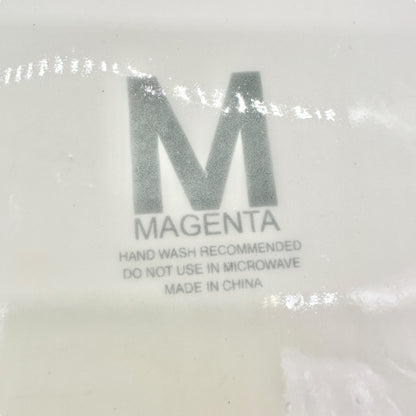 M
MAGENTA
HAND WASH RECOMMENDED
DO NOT USE IN MICROWAVE
MADE IN CHINA